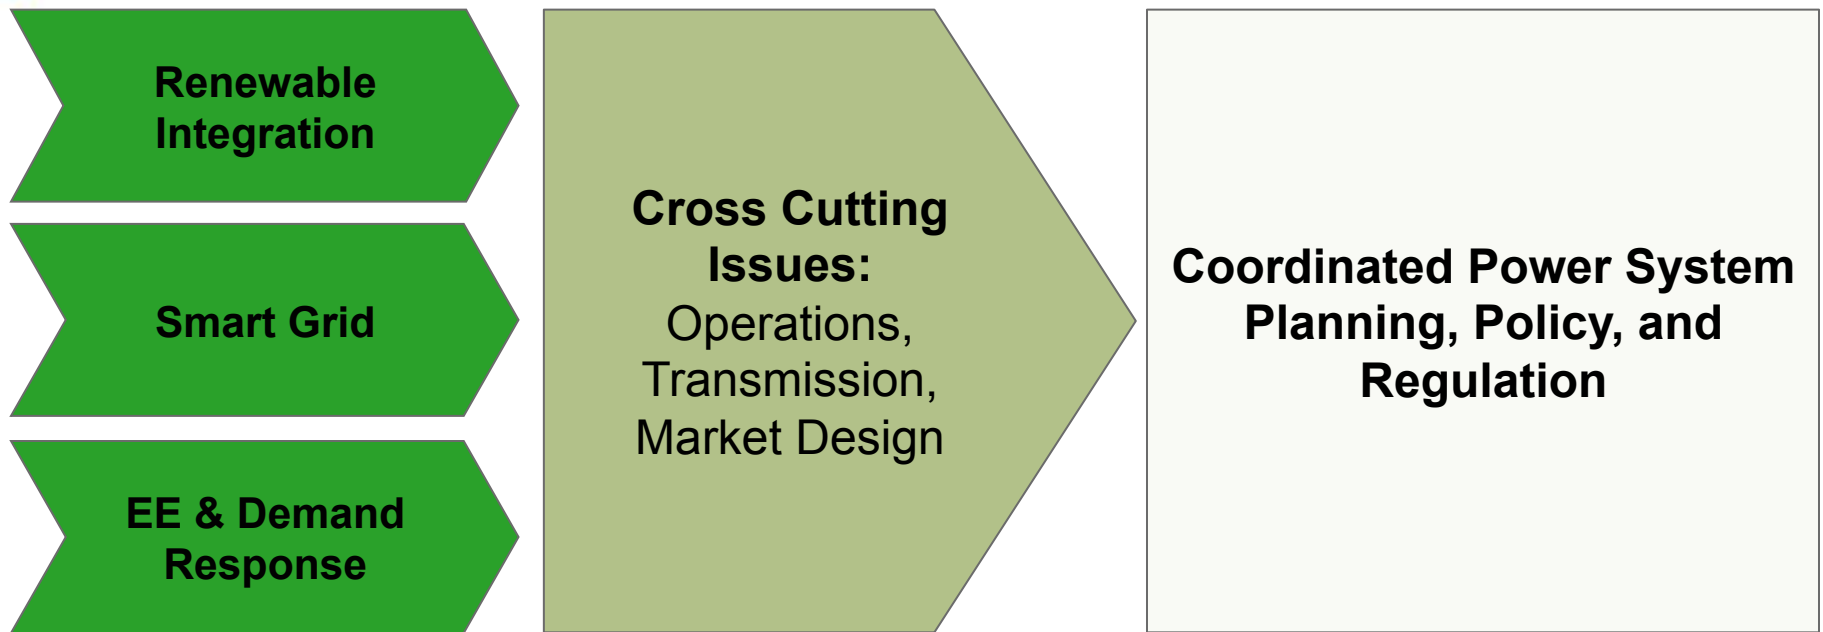 Renewable
Integration
Smart Grid
EE & Demand
Response
Cross Cutting
Issues:
Operations,
Transmission,
Market Design
Coordinated Power System
Planning, Policy, and
Regulation